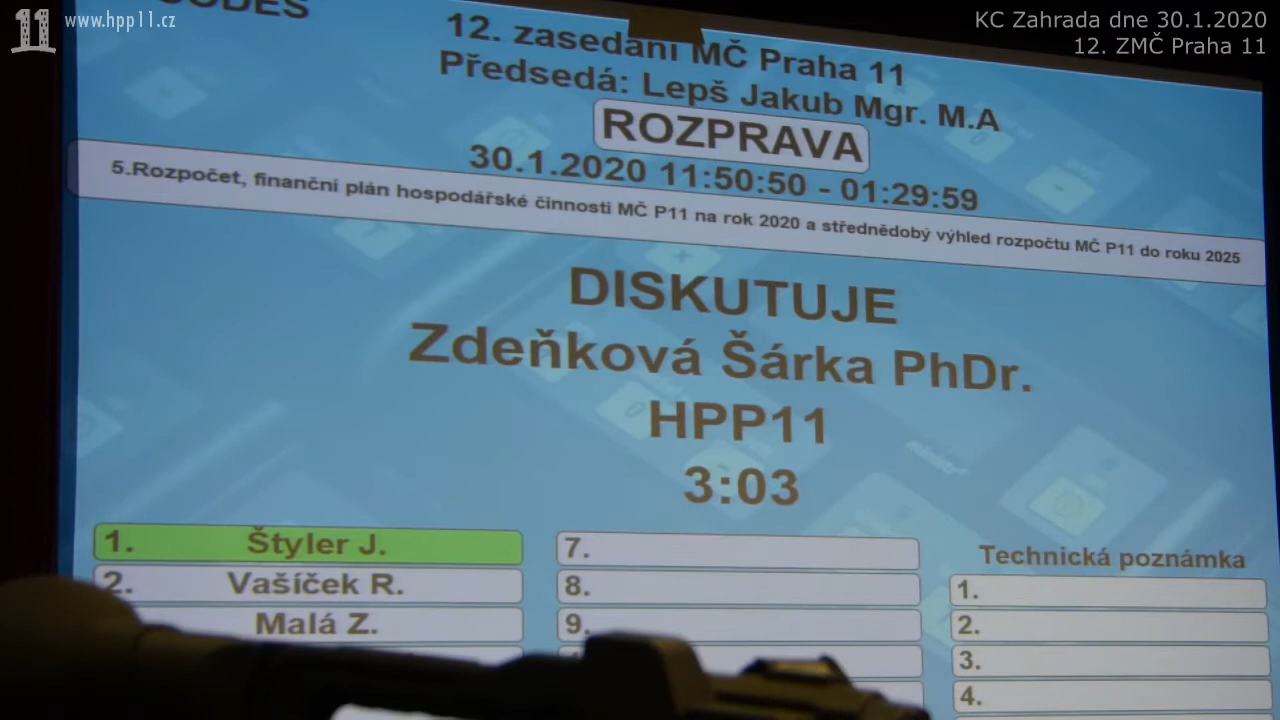 11 www.hpp11.cz
KC Zahrada dne 30.1.2020
12. ZMČ Praha 11
12. zasedání MČ Praha 11
Předsedá: Lepš Jakub Mgr. M.A
ROZPRAVA
30.1.2020 11:50:50 - 01:29:59
5.Rozpočet, finanční plán hospodářské činnosti MČ P11 na rok 2020 a střednědobý výhled rozpočtu MČ P11 do roku 2025
DISKUTUJE
Zdeňková Šárka PhDr.
HPP11
3:03
1. Štyler J.
2. Vašíček R.
Malá Z.
7.
8.
9.
Technická poznámka
1.
2.
3.
4.